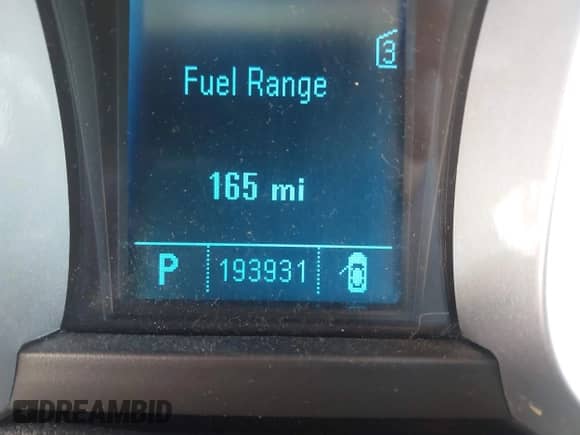 3
Fuel Range
165 mi
P 193931
DREAMBID